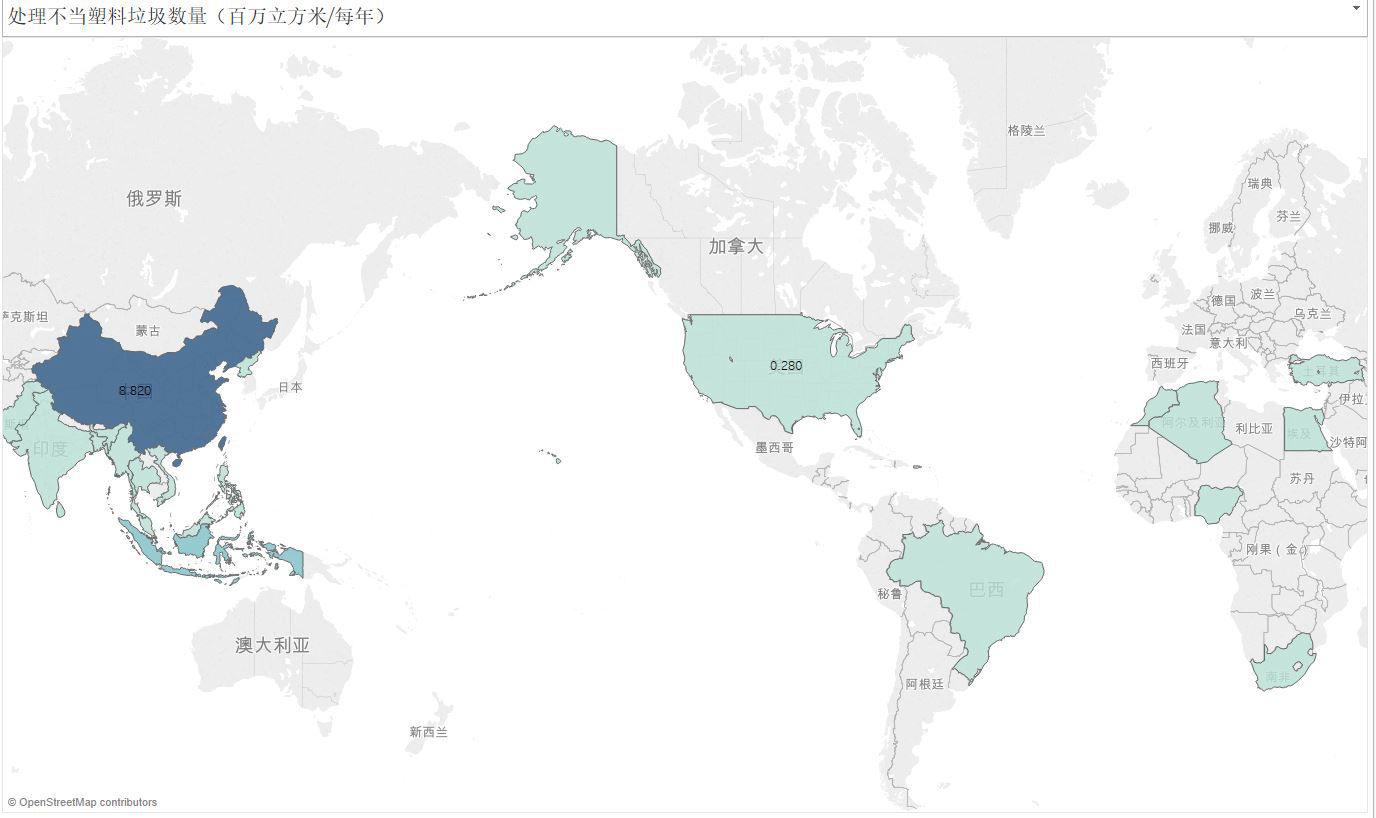 处理不当塑料垃圾数量（百万立方米/每年）
格陵兰
瑞典
俄罗斯
芬兰
挪威
加拿大
波兰
德国
乌克兰
萨克斯坦
蒙古
法国
意大利
西班牙
0.280
土耳其
日本
8.820
伊拉
阿尔及利亚
利比亚
埃及
沙特阿
印度
墨西哥
苏丹
刚果（金）
巴西
秘鲁
澳大利亚
南非
阿根廷
新西兰
© OpenStreetMap contributors